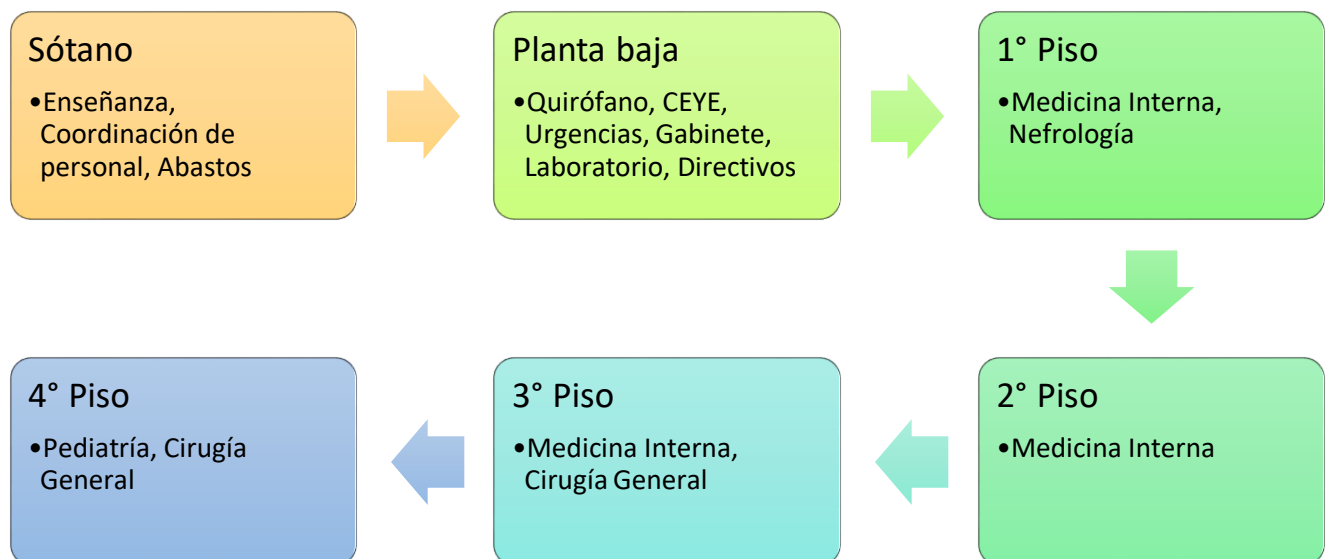 Sótano
•Enseñanza,
Coordinación de
personal, Abastos
Planta baja
•Quirófano, CEYE,
Urgencias, Gabinete,
Laboratorio, Directivos
1° Piso
•Medicina Interna,
Nefrología
2° Piso
•Medicina Interna
3° Piso
•Medicina Interna,
Cirugía General
4° Piso
•Pediatría, Cirugía
General